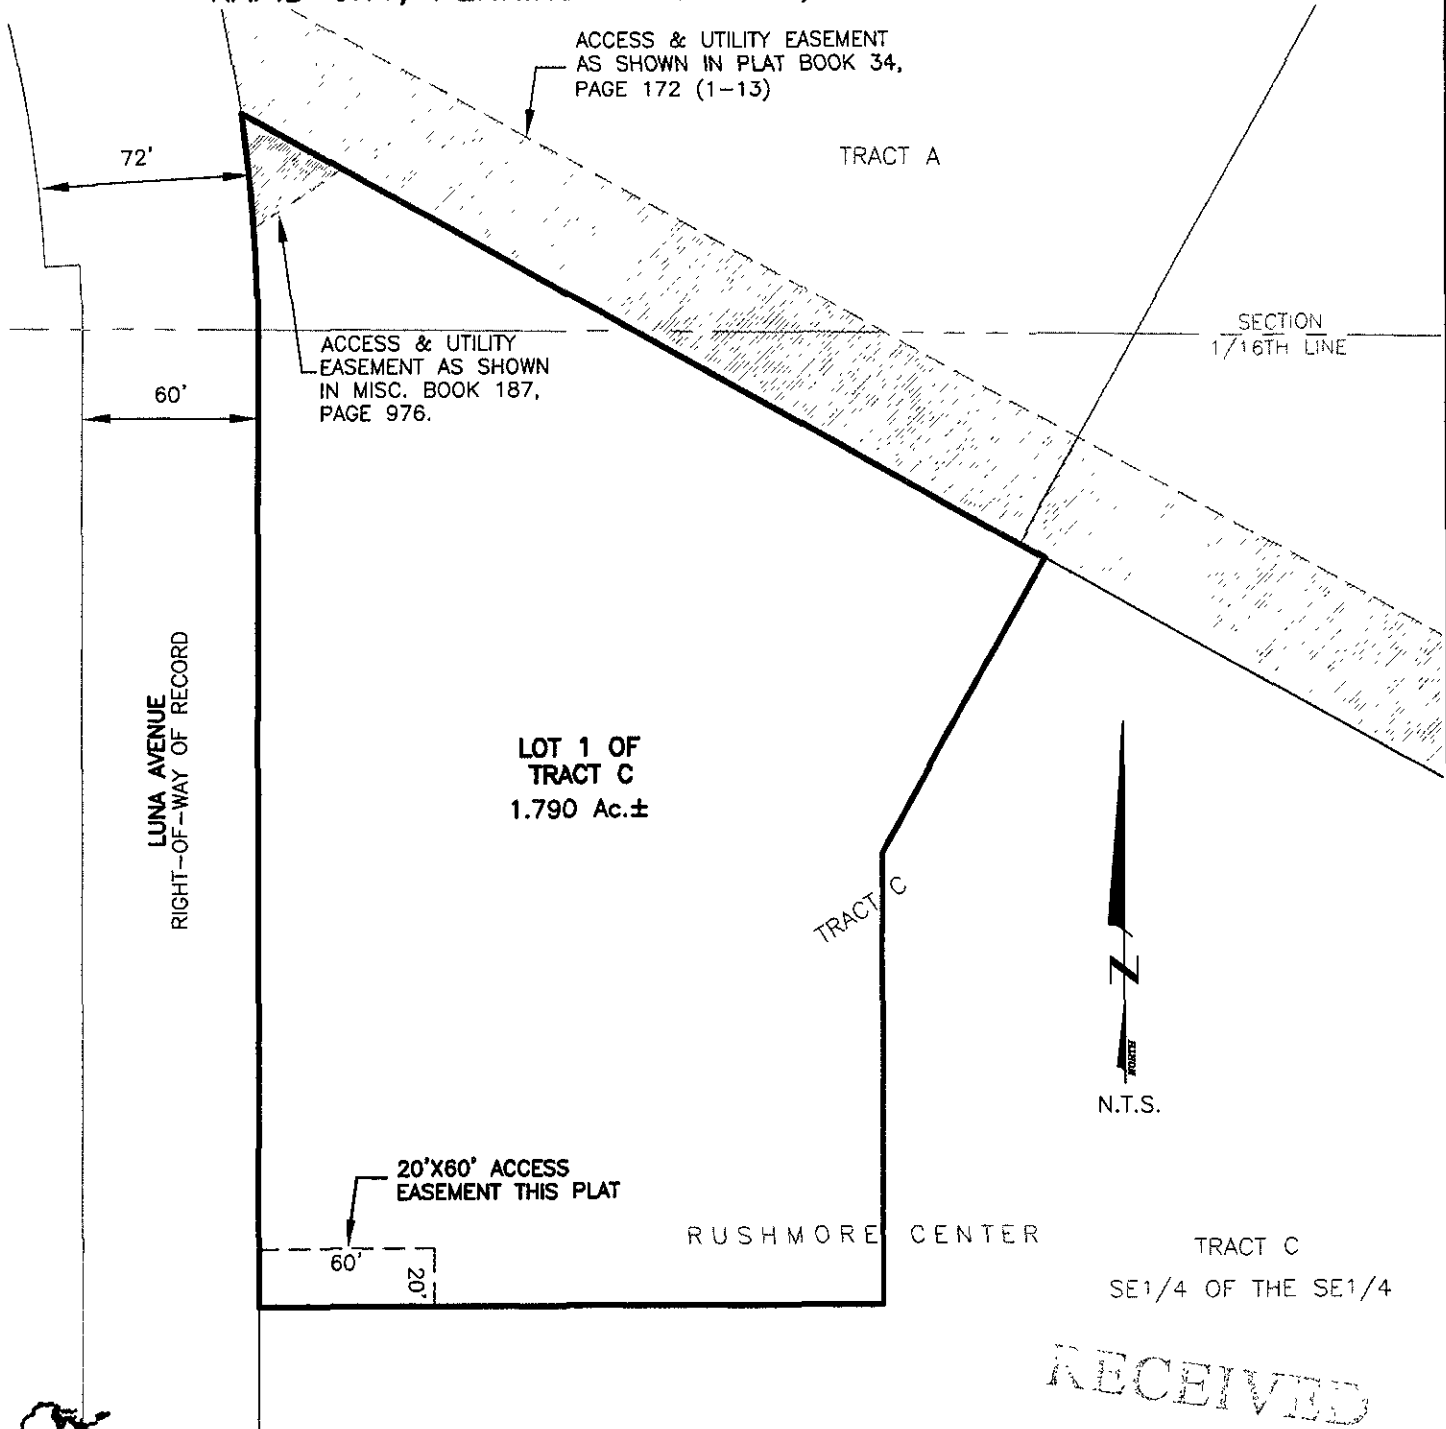 ACCESS & UTILITY EASEMENT
AS SHOWN IN PLAT BOOK 34,
PAGE 172 (1-13)
72'
TRACT A
SECTION
1/16TH LINE
ACCESS & UTILITY
EASEMENT AS SHOWN
IN MISC. BOOK 187,
PAGE 976.
60'
LUNA AVENUE
RIGHT-OF-WAY OF RECORD
LOT 1 OF
TRACT C
1.790 Ac.±
TRACT C
N
N.T.S.
20'X60' ACCESS
EASEMENT THIS PLAT
60'
20'
RUSHMORE CENTER
TRACT C
SE1/4 OF THE SE1/4
RECEIVED